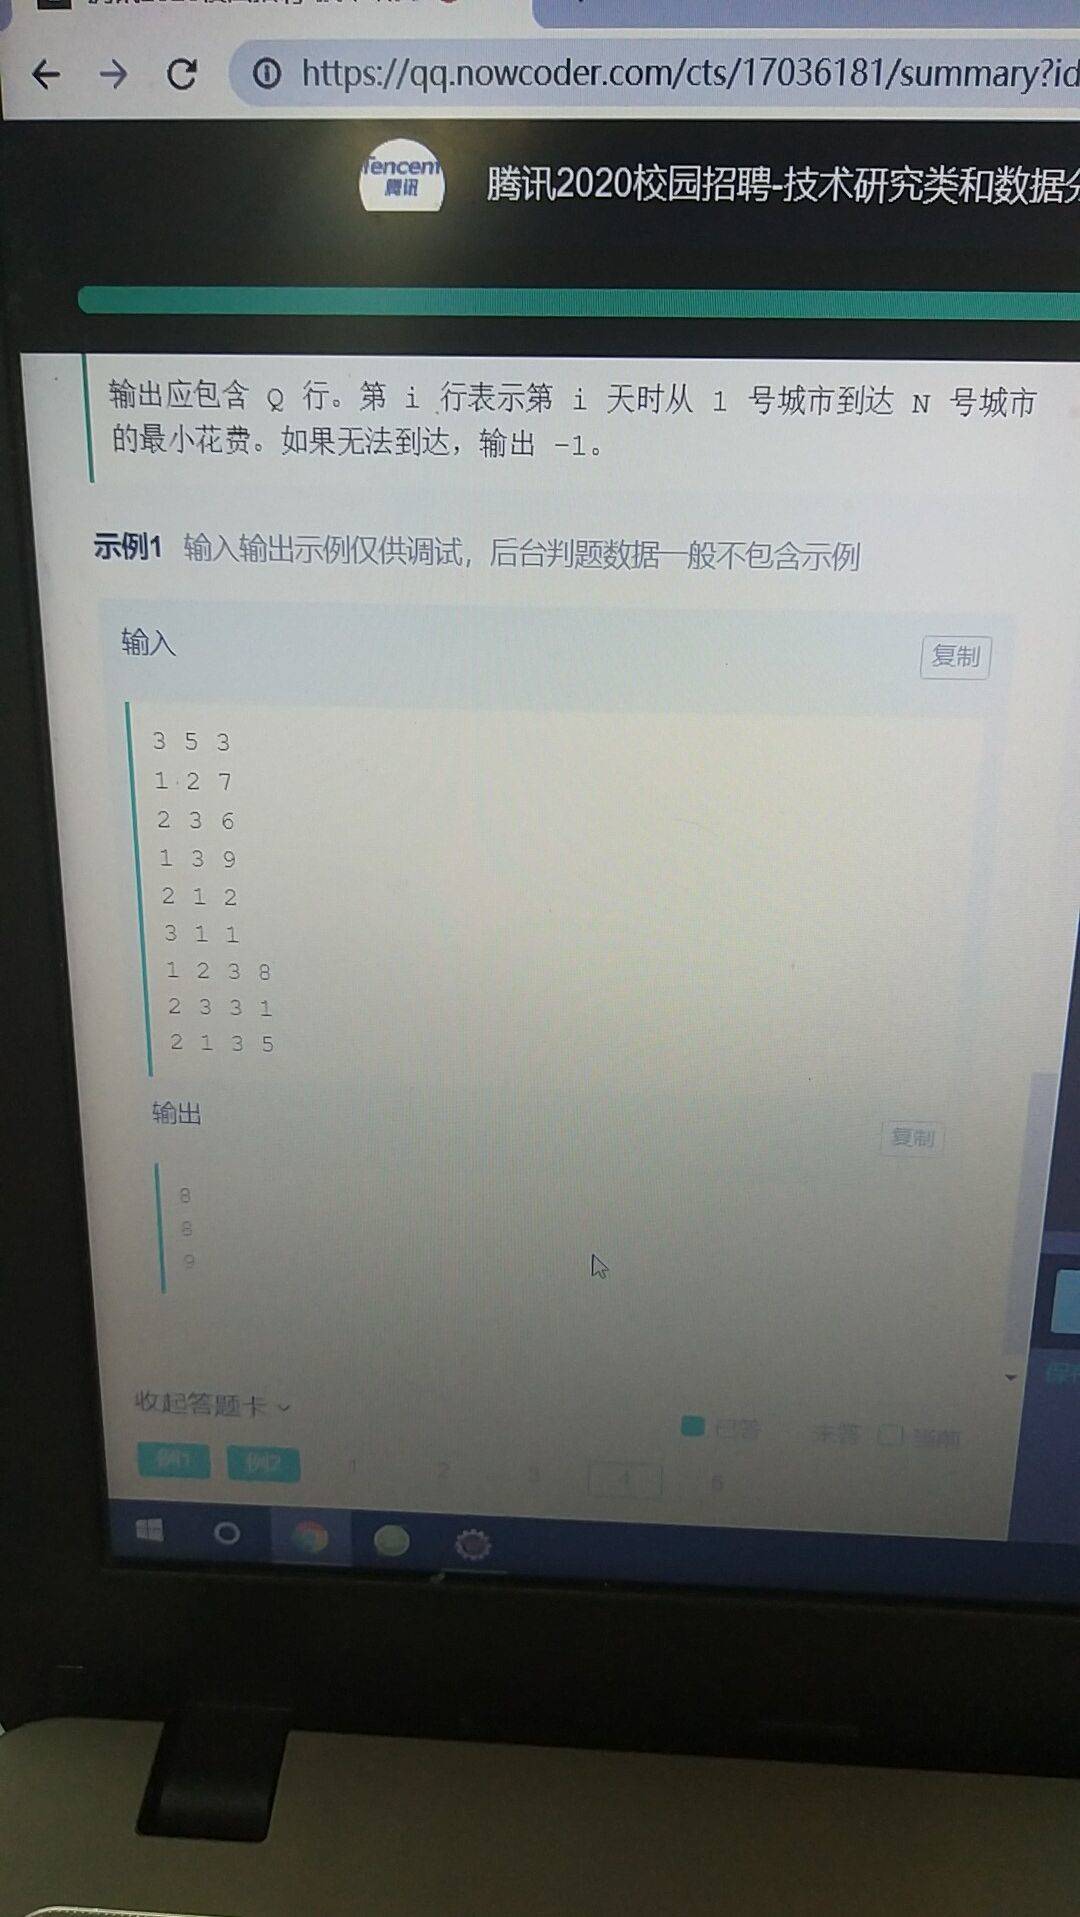 https://qq.nowcoder.com/cts/17036181/summary?id
Tencent
腾讯
腾讯2020校园招聘-技术研究类和数据分
输出应包含 Q 行。第 i 行表示第 i 天时从 1 号城市到达 N 号城市
的最小花费。如果无法到达，输出 -1。
示例1 输入输出示例仅供调试，后台判题数据一般不包含示例
输入
复制
3 5 3
1 2 7
2 3 6
1 3 9
2 1 2
3 1 1
1 2 3 8
2 3 3 1
2 1 3 5
输出
复制
8
8
9
保存
收起答题卡
已答 未答 当前
例1 例2 1 2 3 4 5